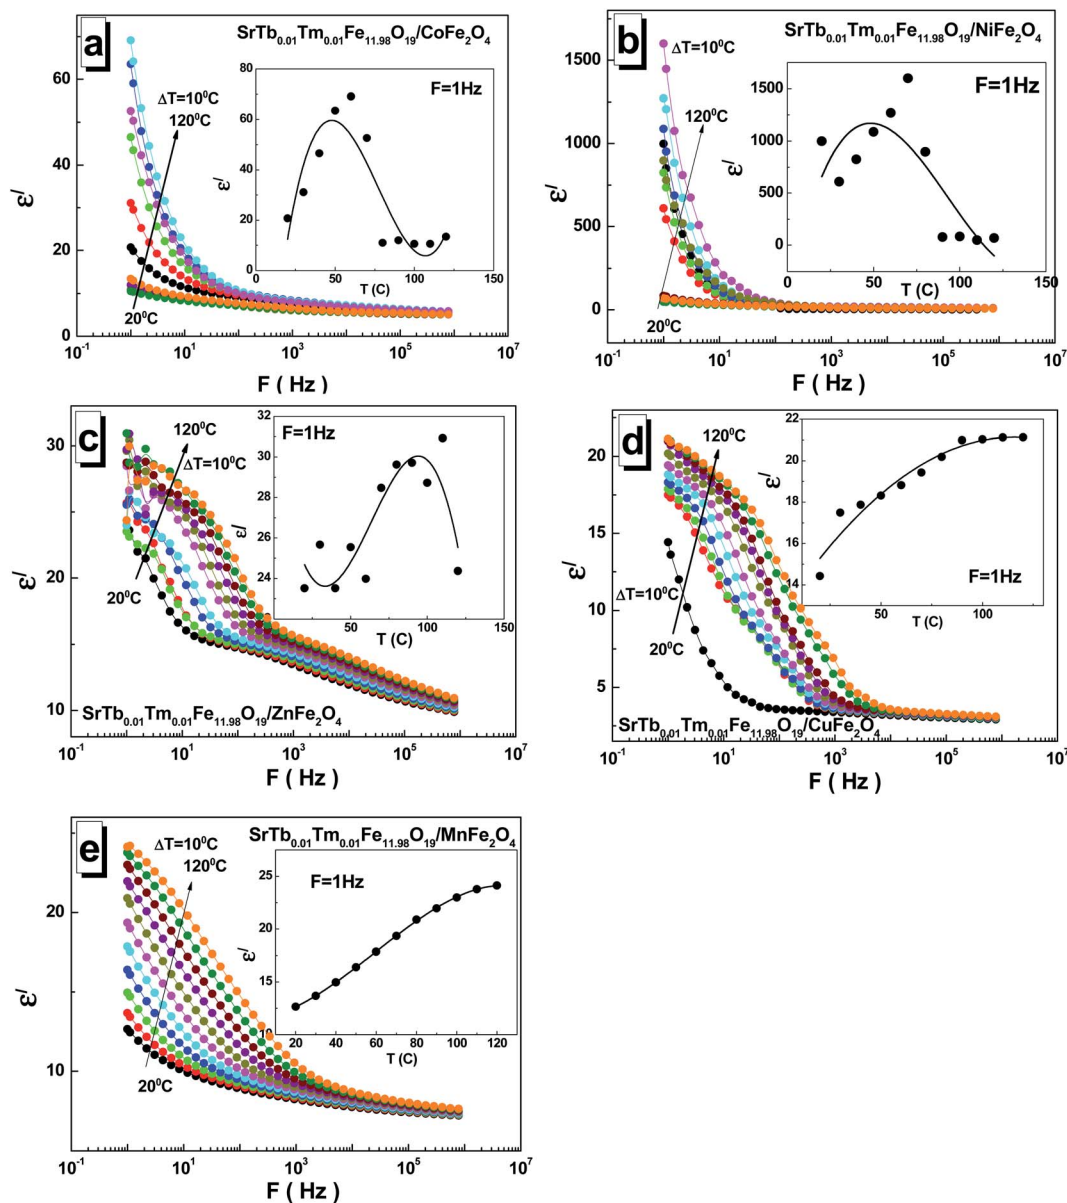 a
SrTb0.01Tm0.01Fe11.98O19/CoFe2O4
ε/
60
40
20
0
ΔT=10⁰C
120⁰C
20⁰C
F=1Hz
ε/
80
60
40
20
0
0 50 100 150
T (C)
10⁻¹ 10¹ 10³ 10⁵ 10⁷
F ( Hz )
b
SrTb0.01Tm0.01Fe11.98O19/NiFe2O4
ε/
1500
1000
500
0
ΔT=10⁰C
120⁰C
20⁰C
F=1Hz
ε/
1500
1000
500
0
0 50 100 150
T (C)
10⁻¹ 10¹ 10³ 10⁵ 10⁷
F ( Hz )
c
120⁰C
ΔT=10⁰C
20⁰C
ε/
30
20
10
F=1Hz
ε/
32
30
28
26
24
22
0 50 100 150
T (C)
SrTb0.01Tm0.01Fe11.98O19/ZnFe2O4
10⁻¹ 10¹ 10³ 10⁵ 10⁷
F ( Hz )
d
120⁰C
ΔT=10⁰C
20⁰C
ε/
20
15
10
5
ε/
22
20
18
16
14
F=1Hz
50 100
T (C)
SrTb0.01Tm0.01Fe11.98O19/CuFe2O4
10⁻¹ 10¹ 10³ 10⁵ 10⁷
F ( Hz )
e
SrTb0.01Tm0.01Fe11.98O19/MnFe2O4
ΔT=10⁰C
120⁰C
20⁰C
ε/
20
10
F=1Hz
ε/
25
20
15
10
20 40 60 80 100 120
T (C)
10⁻¹ 10¹ 10³ 10⁵ 10⁷
F ( Hz )